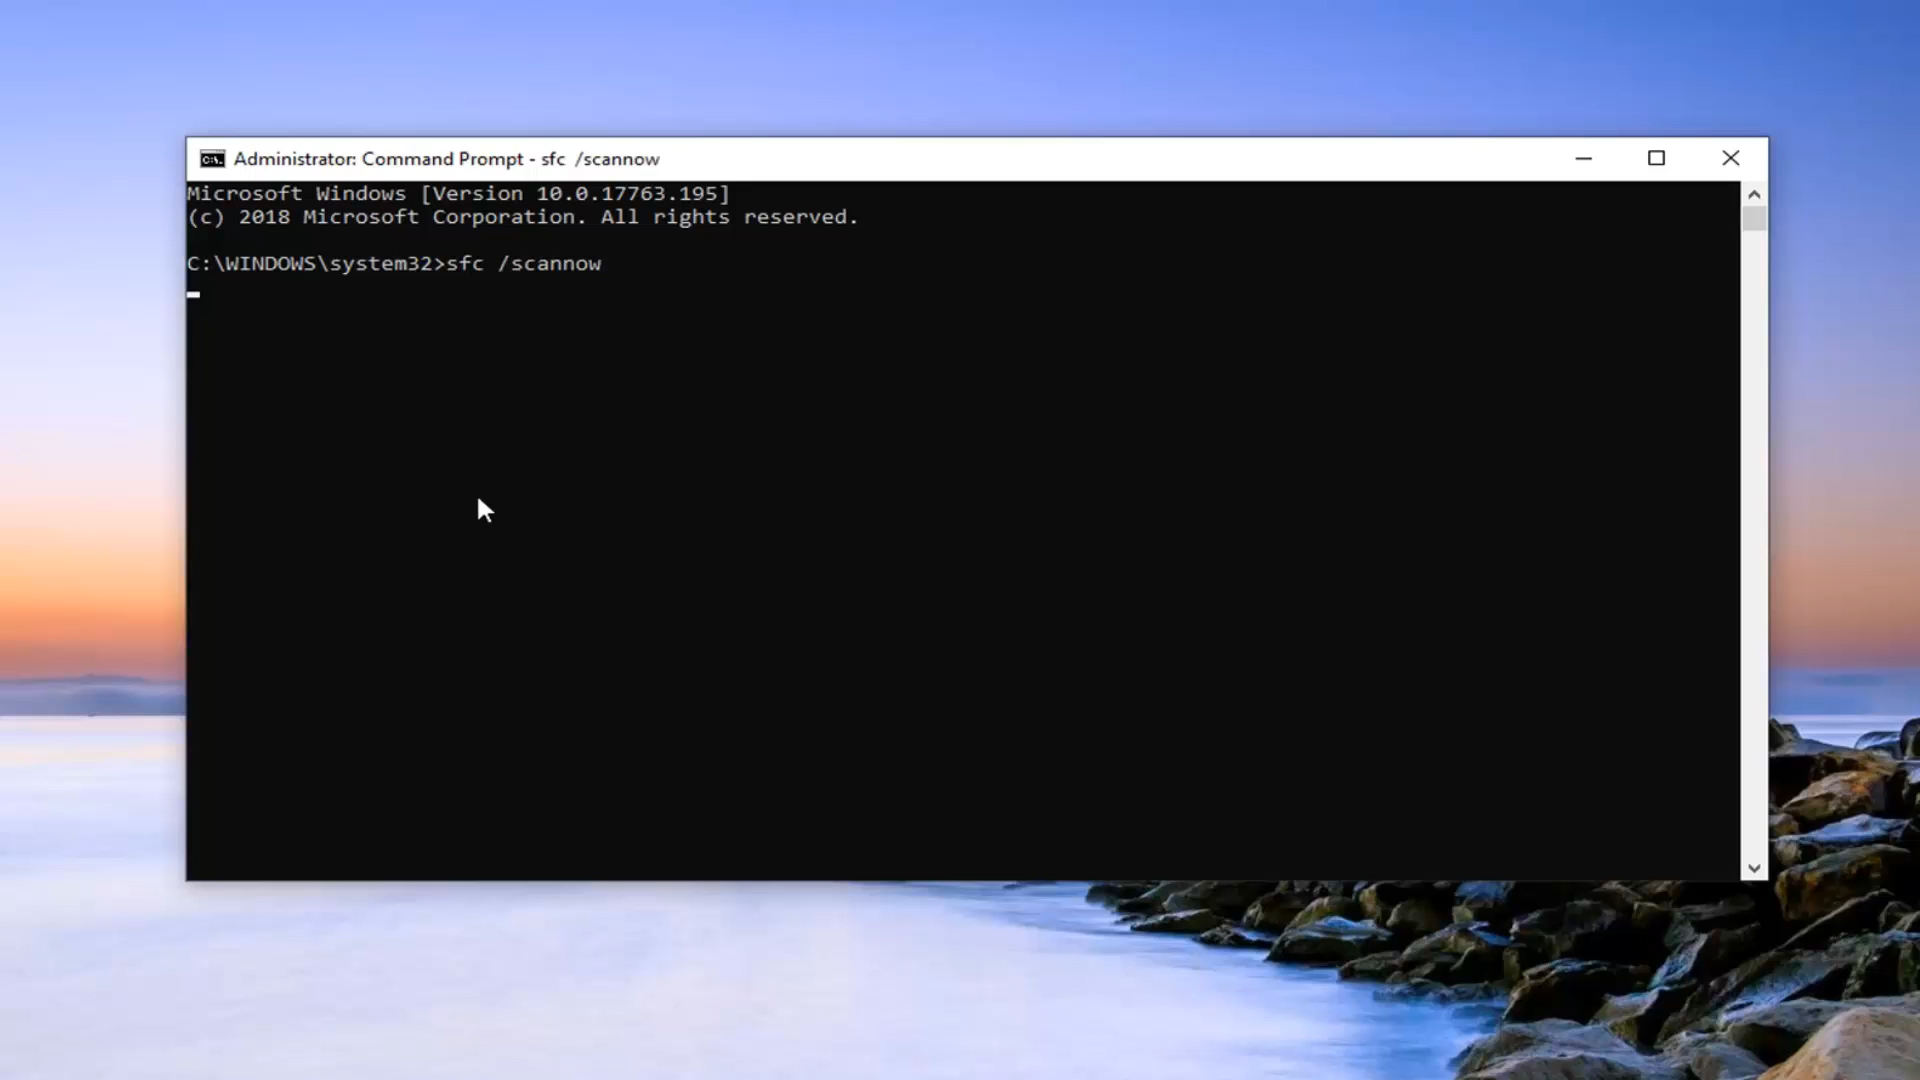 Administrator: Command Prompt - sfc  /scannow
Microsoft Windows [Version 10.0.17763.195]
(c) 2018 Microsoft Corporation. All rights reserved.
C:\WINDOWS\system32>sfc /scannow